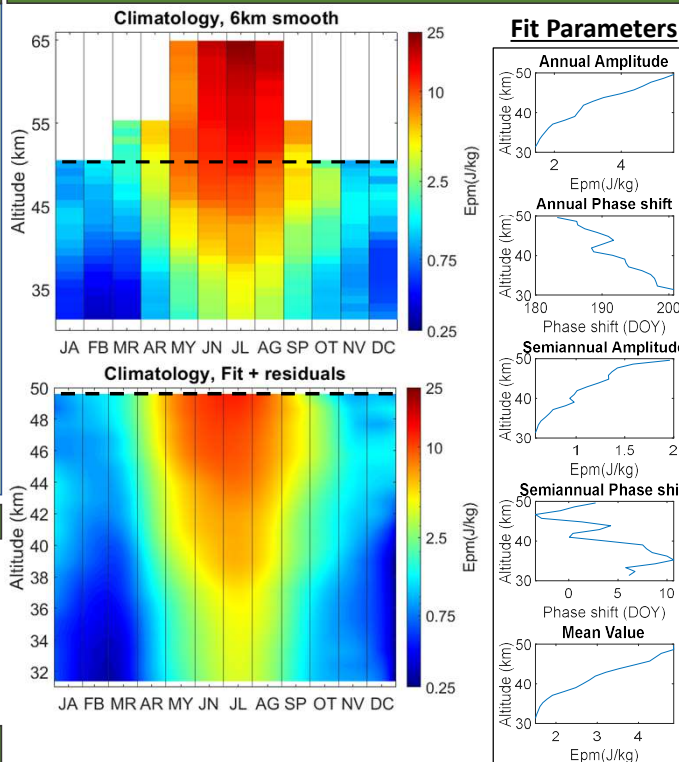 Climatology, 6km smooth
65
55
45
35
Altitude (km)
JA FB MR AR MY JN JL AG SP OT NV DC
25
10
2.5
0.75
0.25
Epm(J/kg)
Climatology, Fit + residuals
50
48
46
44
42
40
38
36
34
32
Altitude (km)
JA FB MR AR MY JN JL AG SP OT NV DC
25
10
2.5
0.75
0.25
Epm(J/kg)
Fit Parameters
Annual Amplitude
50
40
30
Altitude (km)
2 4
Epm(J/kg)
Annual Phase shift
50
40
30
Altitude (km)
180 190 200
Phase shift (DOY)
Semiannual Amplitude
50
40
30
Altitude (km)
1 1.5 2
Epm(J/kg)
Semiannual Phase shi
50
40
30
Altitude (km)
0 5 10
Phase shift (DOY)
Mean Value
50
40
30
Altitude (km)
2 3 4
Epm(J/kg)